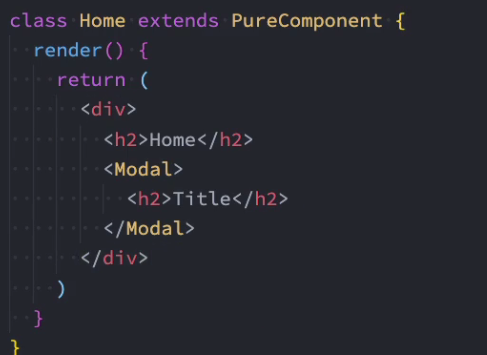 class Home extends PureComponent {
  render() {
    return (
      <div>
        <h2>Home</h2>
        <Modal>
          <h2>Title</h2>
        </Modal>
      </div>
    )
  }
}